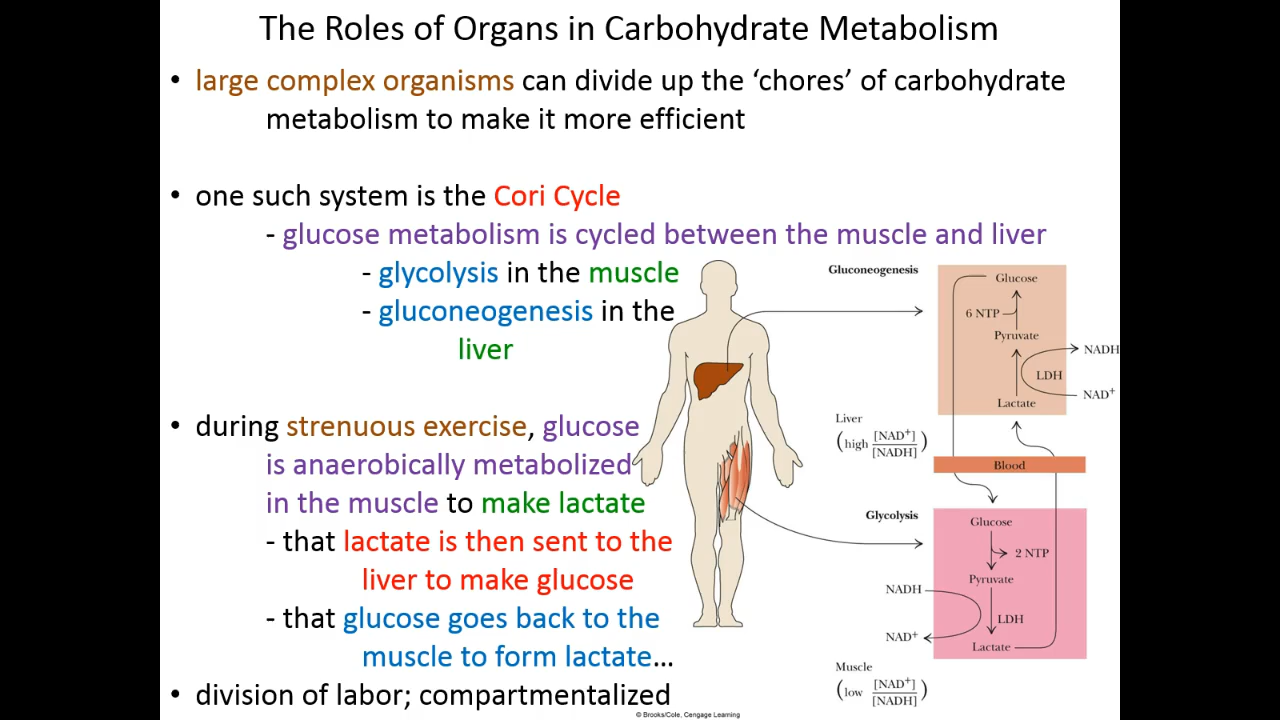 The Roles of Organs in Carbohydrate Metabolism
• large complex organisms can divide up the ‘chores’ of carbohydrate
metabolism to make it more efficient
• one such system is the Cori Cycle
- glucose metabolism is cycled between the muscle and liver
- glycolysis in the muscle
- gluconeogenesis in the
liver
• during strenuous exercise, glucose
is anaerobically metabolized
in the muscle to make lactate
- that lactate is then sent to the
liver to make glucose
- that glucose goes back to the
muscle to form lactate...
• division of labor; compartmentalized
Gluconeogenesis
Glucose
6 NTP
Pyruvate
NADH
LDH
NAD⁺
Lactate
Liver
(high [NAD⁺]/[NADH])
Blood
Glycolysis
Glucose
2 NTP
Pyruvate
NADH
LDH
NAD⁺
Lactate
Muscle
(low [NAD⁺]/[NADH])
© Brooks/Cole, Cengage Learning